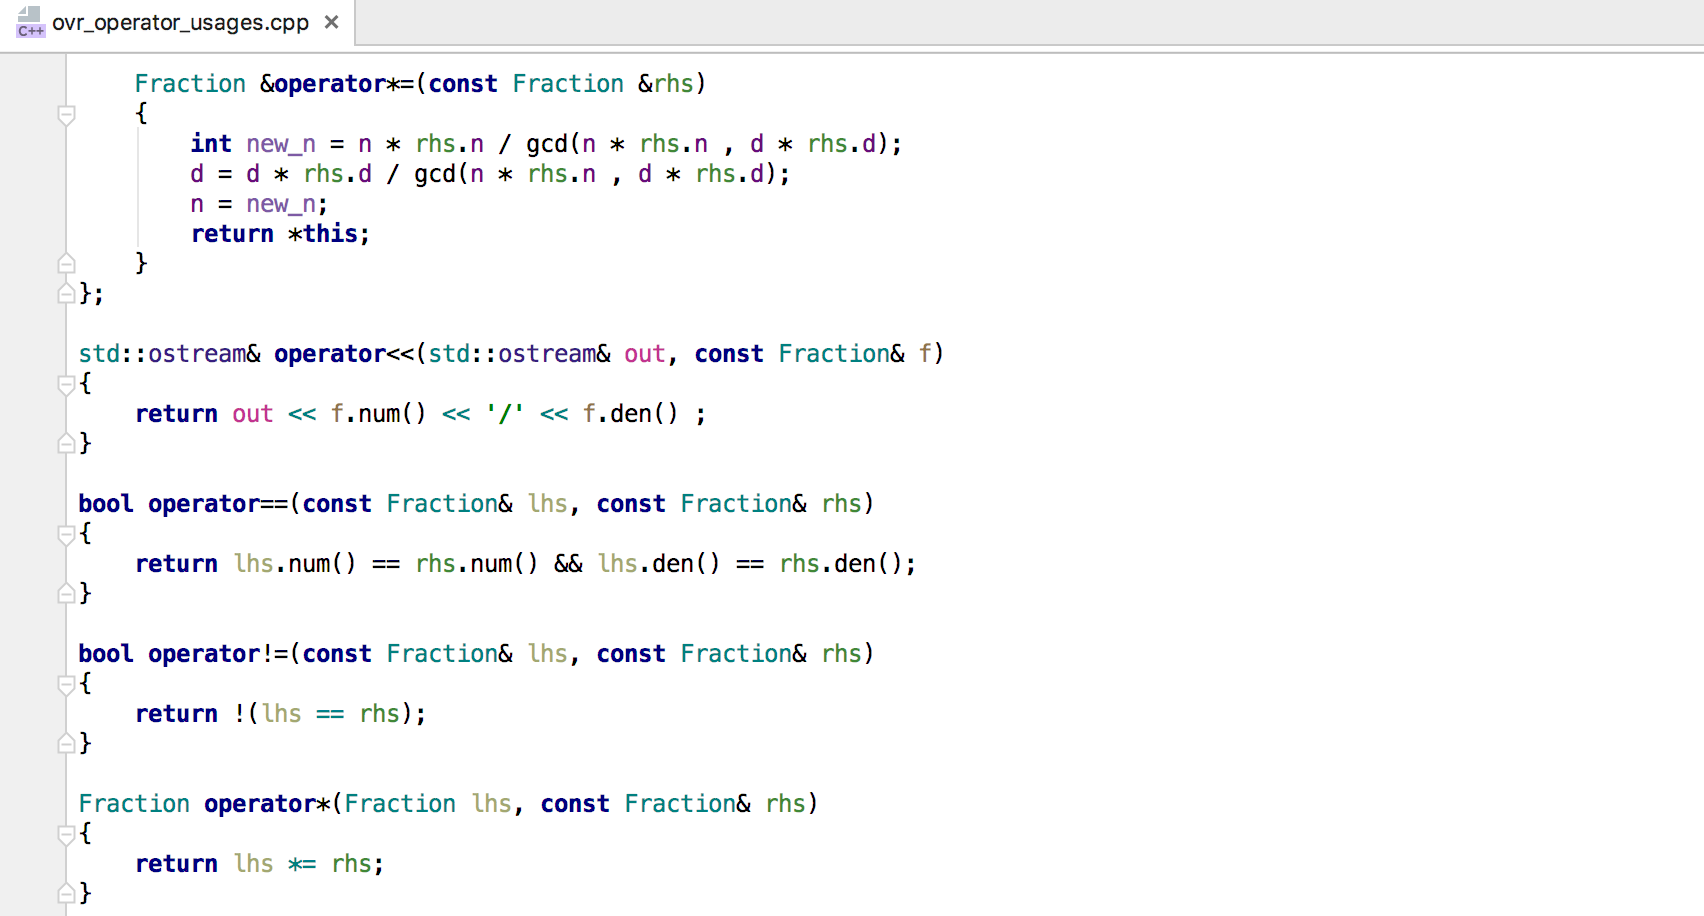 C++ ovr_operator_usages.cpp ×
    Fraction &operator*=(const Fraction &rhs)
    {
        int new_n = n * rhs.n / gcd(n * rhs.n , d * rhs.d);
        d = d * rhs.d / gcd(n * rhs.n , d * rhs.d);
        n = new_n;
        return *this;
    }
};

std::ostream& operator<<(std::ostream& out, const Fraction& f)
{
    return out << f.num() << '/' << f.den() ;
}

bool operator==(const Fraction& lhs, const Fraction& rhs)
{
    return lhs.num() == rhs.num() && lhs.den() == rhs.den();
}

bool operator!=(const Fraction& lhs, const Fraction& rhs)
{
    return !(lhs == rhs);
}

Fraction operator*(Fraction lhs, const Fraction& rhs)
{
    return lhs *= rhs;
}